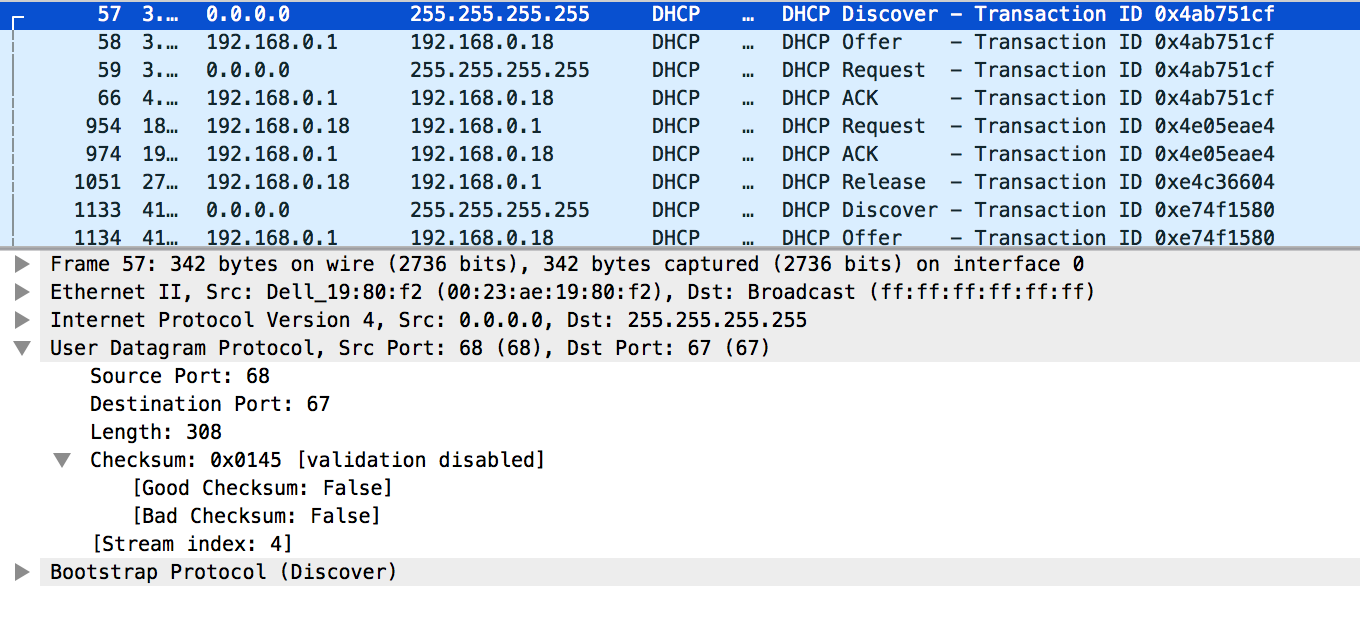 57 3.… 0.0.0.0 255.255.255.255 DHCP … DHCP Discover – Transaction ID 0x4ab751cf
58 3.… 192.168.0.1 192.168.0.18 DHCP … DHCP Offer – Transaction ID 0x4ab751cf
59 3.… 0.0.0.0 255.255.255.255 DHCP … DHCP Request – Transaction ID 0x4ab751cf
66 4.… 192.168.0.1 192.168.0.18 DHCP … DHCP ACK – Transaction ID 0x4ab751cf
954 18… 192.168.0.18 192.168.0.1 DHCP … DHCP Request – Transaction ID 0x4e05eae4
974 19… 192.168.0.1 192.168.0.18 DHCP … DHCP ACK – Transaction ID 0x4e05eae4
1051 27… 192.168.0.18 192.168.0.1 DHCP … DHCP Release – Transaction ID 0xe4c36604
1133 41… 0.0.0.0 255.255.255.255 DHCP … DHCP Discover – Transaction ID 0xe74f1580
1134 41… 192.168.0.1 192.168.0.18 DHCP … DHCP Offer – Transaction ID 0xe74f1580
Frame 57: 342 bytes on wire (2736 bits), 342 bytes captured (2736 bits) on interface 0
Ethernet II, Src: Dell_19:80:f2 (00:23:ae:19:80:f2), Dst: Broadcast (ff:ff:ff:ff:ff:ff)
Internet Protocol Version 4, Src: 0.0.0.0, Dst: 255.255.255.255
User Datagram Protocol, Src Port: 68 (68), Dst Port: 67 (67)
Source Port: 68
Destination Port: 67
Length: 308
Checksum: 0x0145 [validation disabled]
[Good Checksum: False]
[Bad Checksum: False]
[Stream index: 4]
Bootstrap Protocol (Discover)